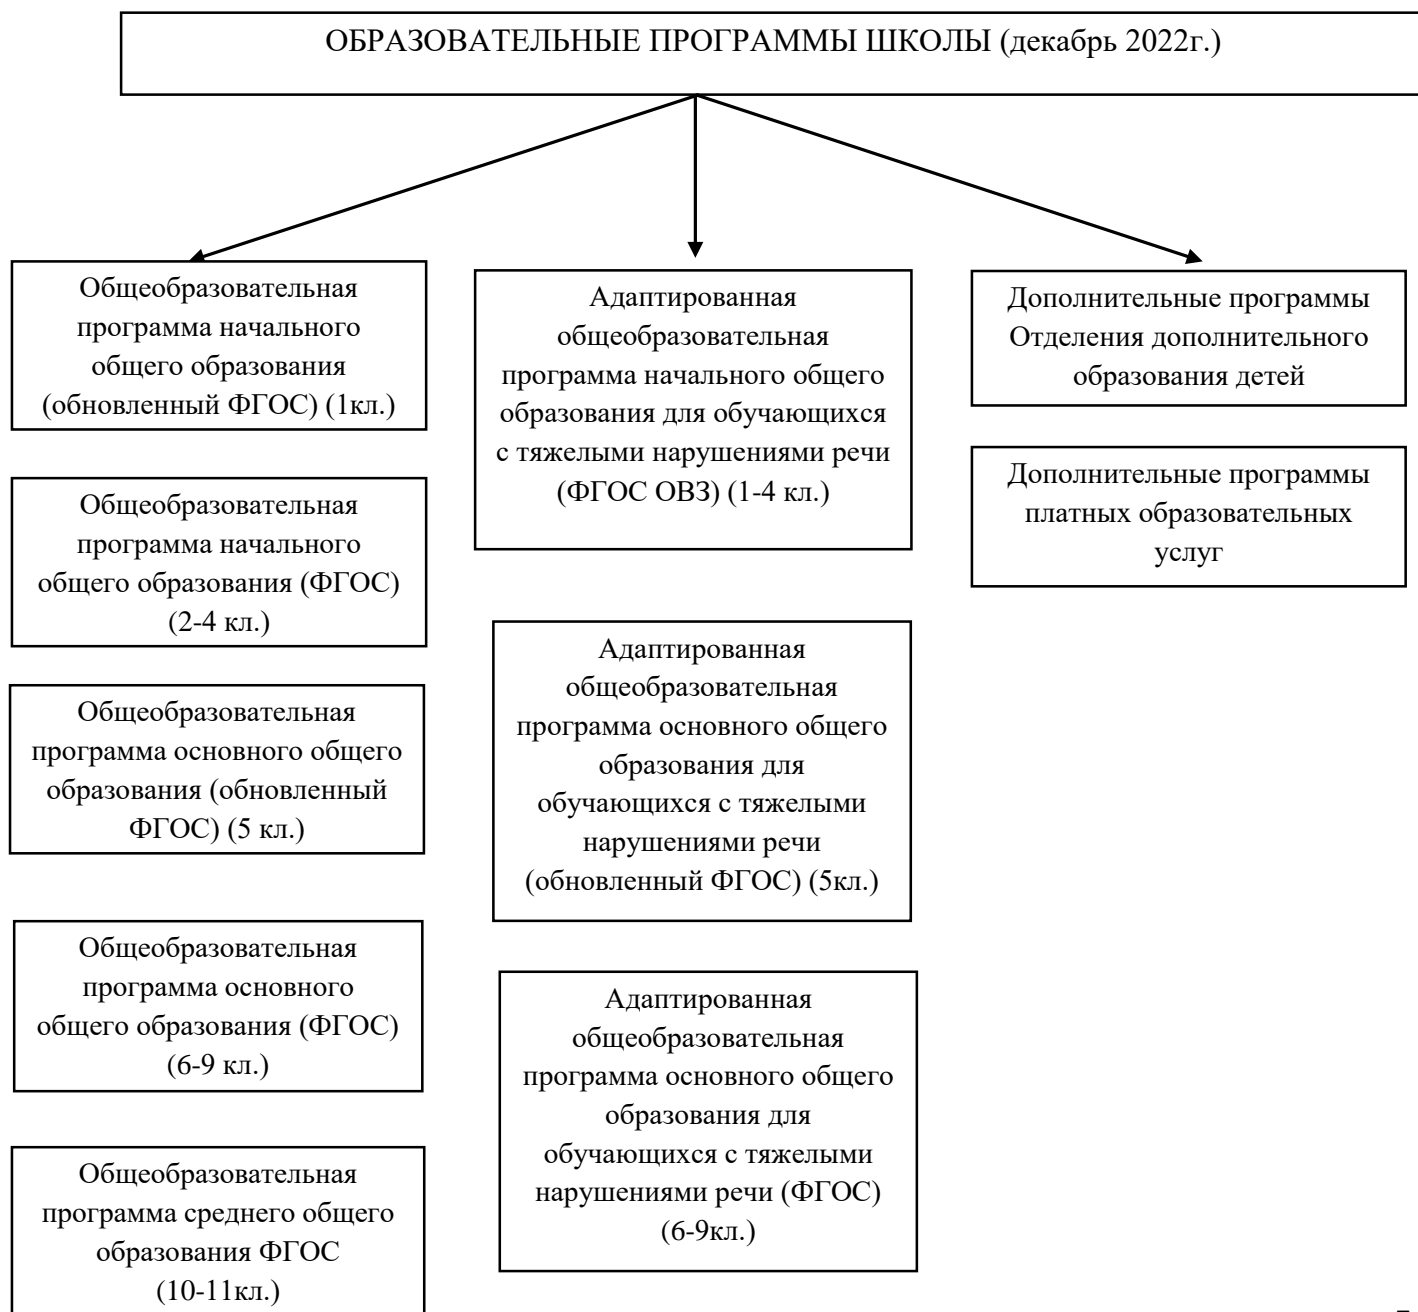 ОБРАЗОВАТЕЛЬНЫЕ ПРОГРАММЫ ШКОЛЫ (декабрь 2022г.)
Общеобразовательная
программа начального
общего образования
(обновленный ФГОС) (1кл.)
Общеобразовательная
программа начального
общего образования (ФГОС)
(2-4 кл.)
Общеобразовательная
программа основного общего
образования (обновленный
ФГОС) (5 кл.)
Общеобразовательная
программа основного
общего образования (ФГОС)
(6-9 кл.)
Общеобразовательная
программа среднего общего
образования ФГОС
(10-11кл.)
Адаптированная
общеобразовательная
программа начального общего
образования для обучающихся
с тяжелыми нарушениями речи
(ФГОС ОВЗ) (1-4 кл.)
Адаптированная
общеобразовательная
программа основного общего
образования для
обучающихся с тяжелыми
нарушениями речи
(обновленный ФГОС) (5кл.)
Адаптированная
общеобразовательная
программа основного общего
образования для
обучающихся с тяжелыми
нарушениями речи (ФГОС)
(6-9кл.)
Дополнительные программы
Отделения дополнительного
образования детей
Дополнительные программы
платных образовательных
услуг